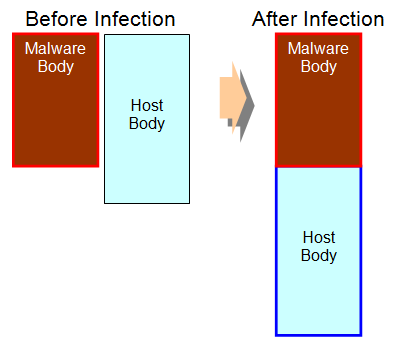 Before Infection
After Infection
Malware
Body
Host
Body
Malware
Body
Host
Body